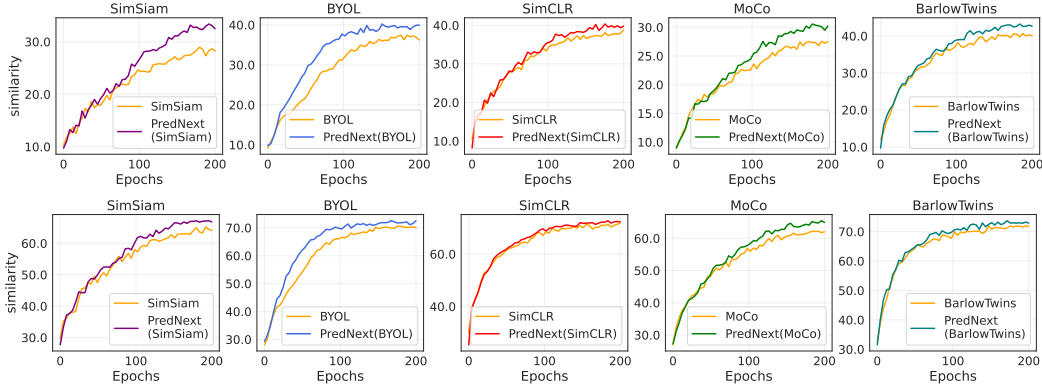 SimSiam
BYOL
SimCLR
MoCo
BarlowTwins
similarity
30.0
20.0
10.0
SimSiam
PredNext
(SimSiam)
0
100
200
Epochs
40.0
30.0
20.0
10.0
BYOL
PredNext(BYOL)
0
100
200
Epochs
40.0
30.0
20.0
10.0
SimCLR
PredNext(SimCLR)
0
100
200
Epochs
30.0
25.0
20.0
15.0
10.0
MoCo
PredNext(MoCo)
0
100
200
Epochs
40.0
30.0
20.0
10.0
BarlowTwins
PredNext
(BarlowTwins)
0
100
200
Epochs
SimSiam
BYOL
SimCLR
MoCo
BarlowTwins
similarity
60.0
50.0
40.0
30.0
SimSiam
PredNext
(SimSiam)
0
100
200
Epochs
70.0
60.0
50.0
40.0
30.0
BYOL
PredNext(BYOL)
0
100
200
Epochs
60.0
40.0
SimCLR
PredNext(SimCLR)
0
100
200
Epochs
60.0
50.0
40.0
30.0
MoCo
PredNext(MoCo)
0
100
200
Epochs
70.0
60.0
50.0
40.0
30.0
BarlowTwins
PredNext
(BarlowTwins)
0
100
200
Epochs